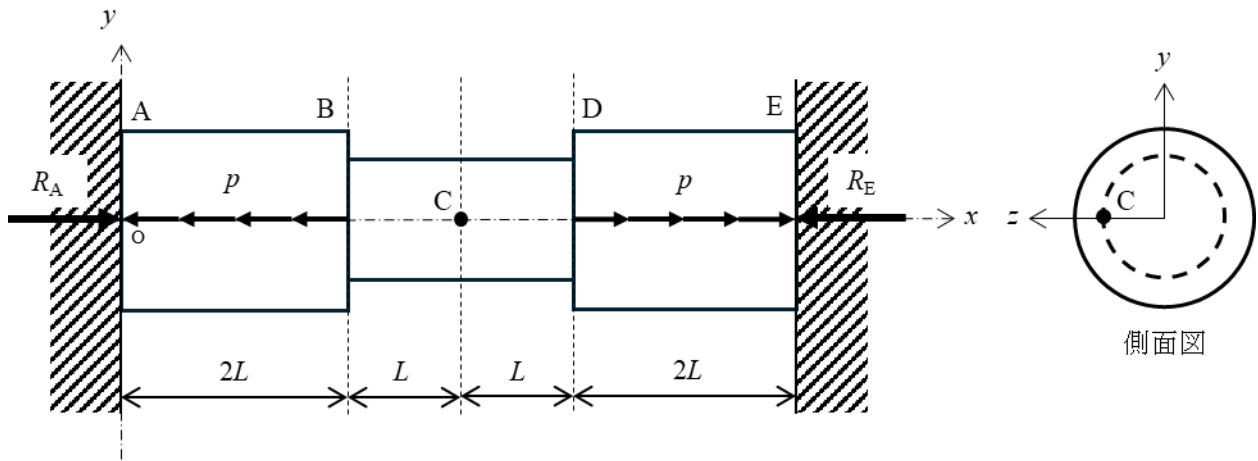 y
A B D E
R_A p C p R_E
O x
2L L L 2L
y
z C
側面図